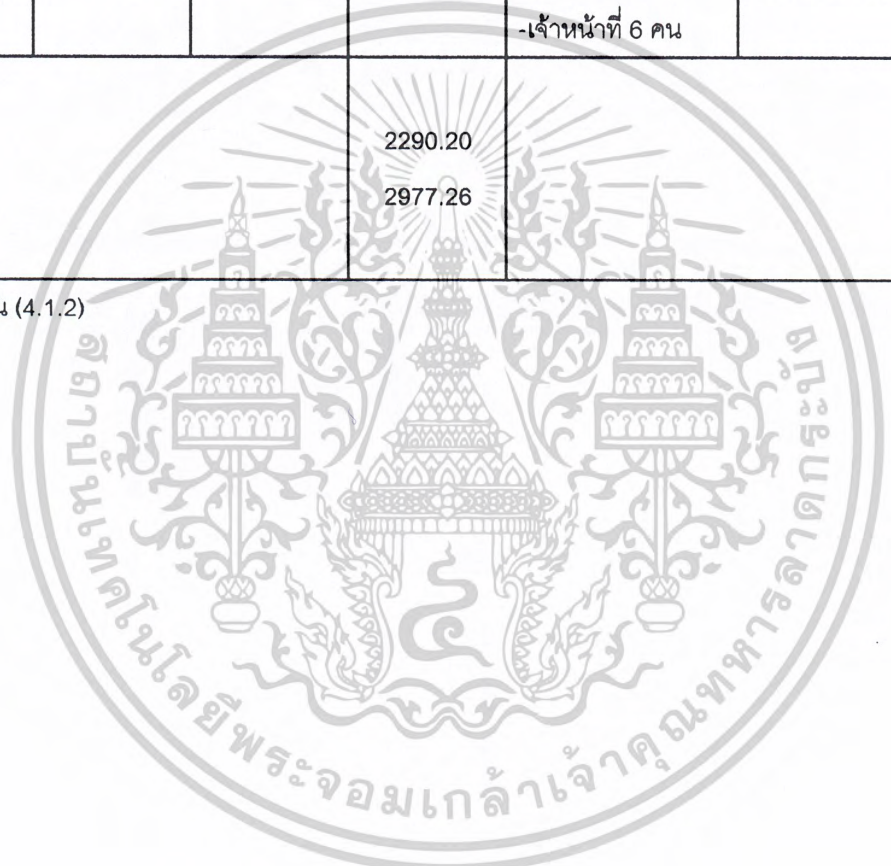 -เจ้าหน้าที่ 6 คน
2290.20
2977.26
น (4.1.2)
สถาบันเทคโนโลยีพระจอมเกล้าเจ้าคุณทหารลาดกระบัง